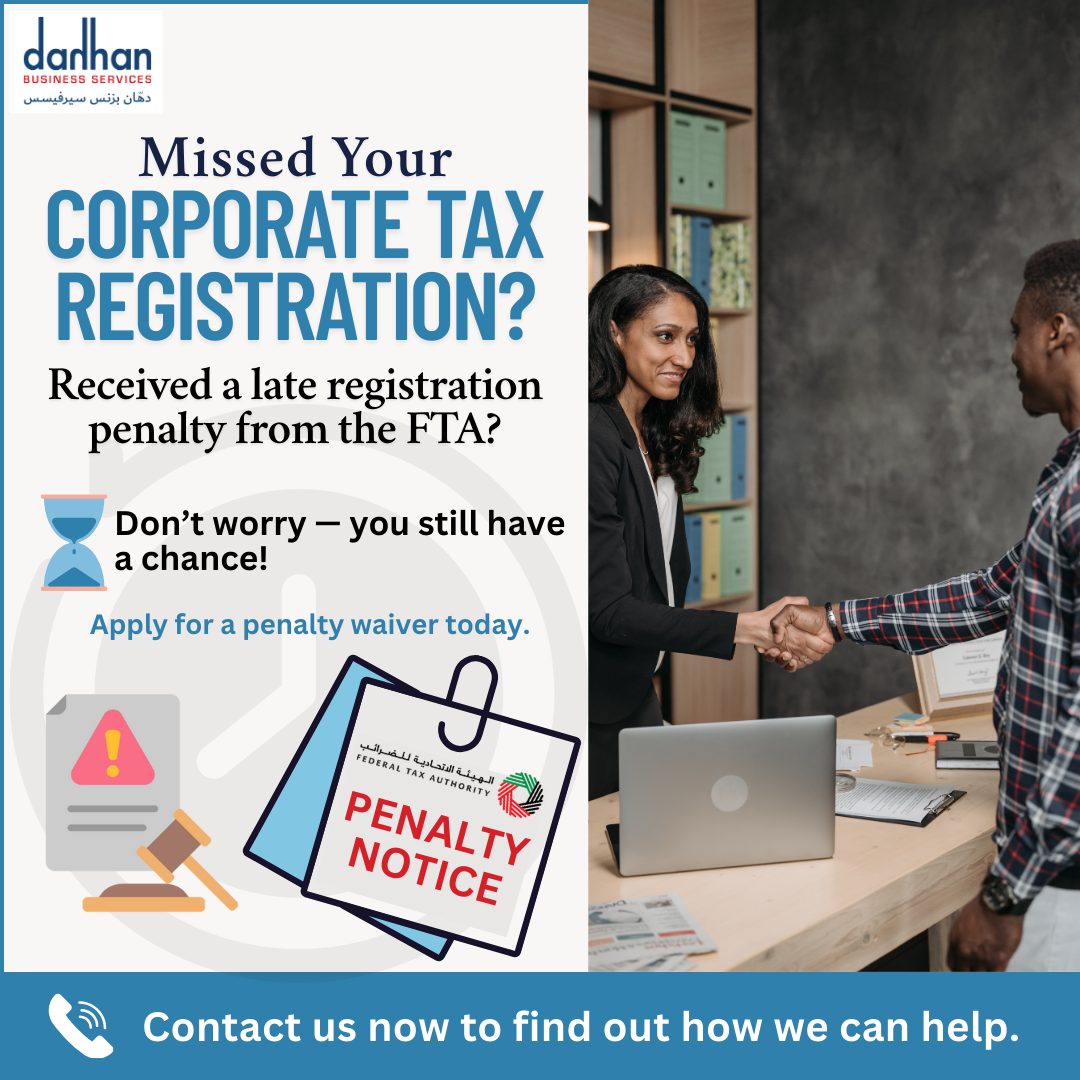 danhan
BUSINESS SERVICES
دهّان بزنس سيرفيسس
Missed Your
CORPORATE TAX
REGISTRATION?
Received a late registration
penalty from the FTA?
Don’t worry — you still have
a chance!
Apply for a penalty waiver today.
الهيئة الاتحادية للضرائب
FEDERAL TAX AUTHORITY
PENALTY
NOTICE
Contact us now to find out how we can help.